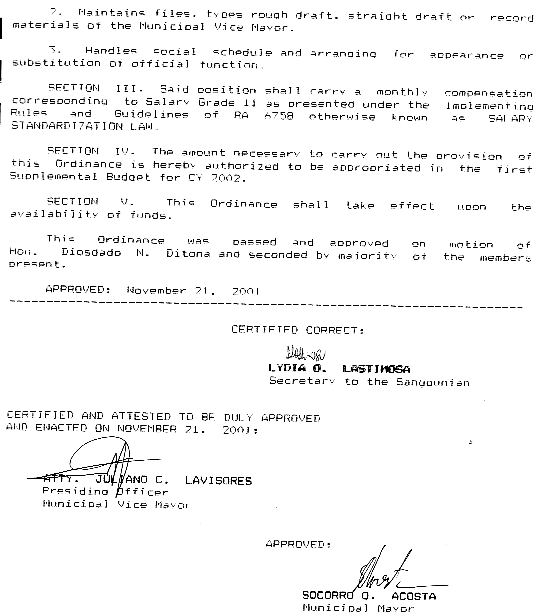 2. Maintains files, types rough draft, straight draft or record
materials of the Municipal Vice Mayor.
3. Handles social schedule and arranging for appearance or
substitution of official function.
SECTION III. Said position shall carry a monthly compensation
corresponding to Salary Grade 11 as presented under the Implementing
Rules and Guidelines of RA 6758 otherwise known as SALARY
STANDARDIZATION LAW.
SECTION IV. The amount necessary to carry out the provision of
this Ordinance is hereby authorized to be appropriated in the first
Supplemental Budget for CY 2002.
SECTION V. This Ordinance shall take effect upon the
availability of funds.
This Ordinance was passed and approved on motion of
Hon. Diosdado N. Ditona and seconded by majority of the members
present.
APPROVED: November 21, 2001
CERTIFIED CORRECT:
LYDIA O. LASTIMOSA
Secretary to the Sangounian
CERTIFIED AND ATTESTED TO BE DULY APPROVED
AND ENACTED ON NOVEMBER 21, 2001:
ATTY. JULIANO C. LAVISORES
Presiding Officer
Municipal Vice Mayor
APPROVED:
SOCORRO O. ACOSTA
Municipal Mayor